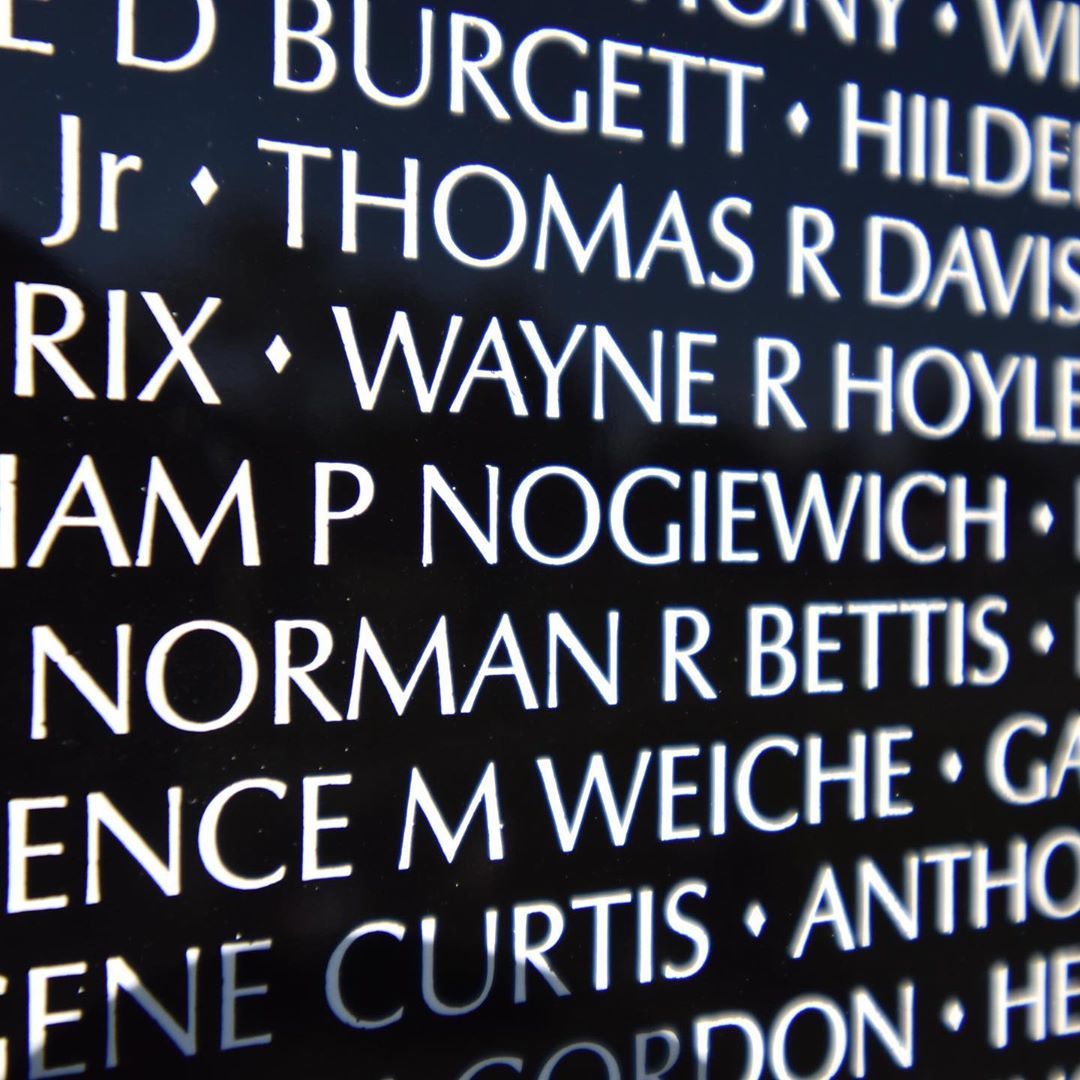 D BURGETT ♦ HILDE
Jr ♦ THOMAS R DAVIS
RIX ♦ WAYNE R HOYLE
IAM P NOGIEWICH ♦
NORMAN R BETTIS ♦
ENCE M WEICHE ♦ GA
ENE CURTIS ♦ ANTHO
GORDON ♦ HE